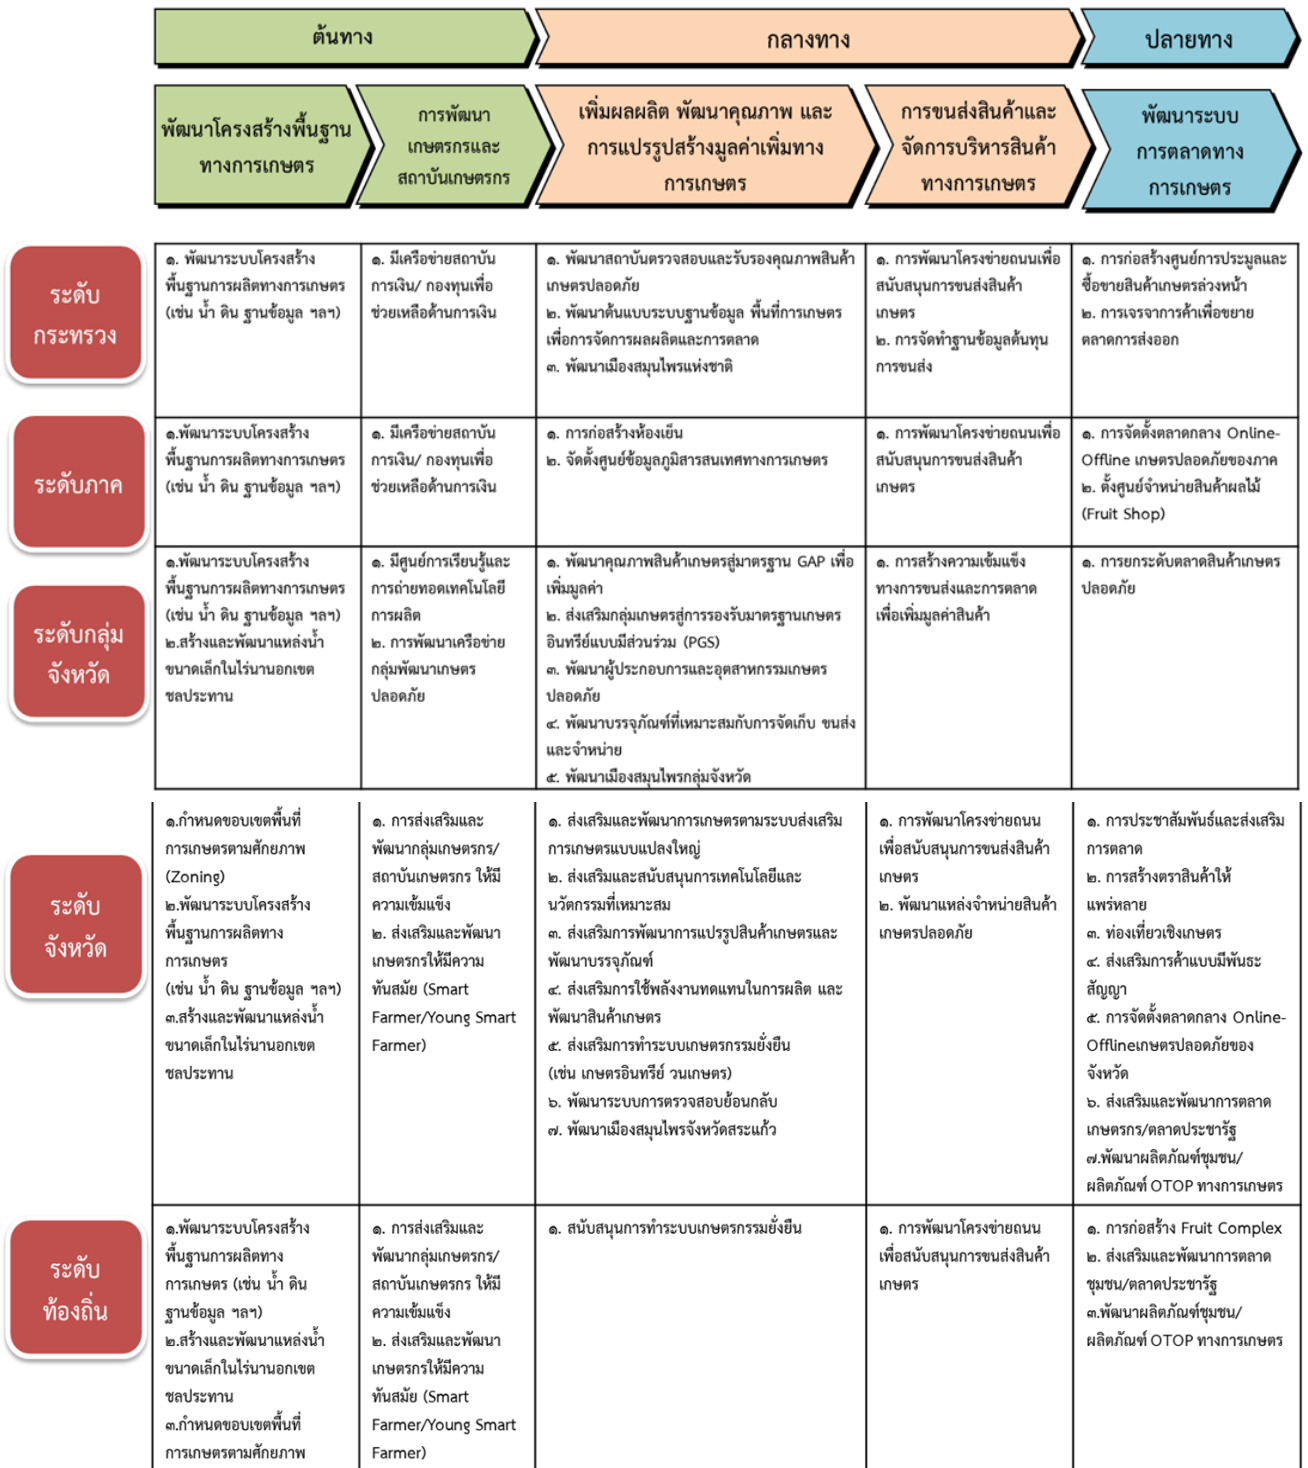 ต้นทาง
กลางทาง
ปลายทาง
พัฒนาโครงสร้างพื้นฐาน
ทางการเกษตร
การพัฒนา
เกษตรกรและ
สถาบันเกษตรกร
เพิ่มผลผลิต พัฒนาคุณภาพ และ
การแปรรูปสร้างมูลค่าเพิ่มทาง
การเกษตร
การขนส่งสินค้าและ
จัดการบริหารสินค้า
ทางการเกษตร
พัฒนาระบบ
การตลาดทาง
การเกษตร
ระดับ
กระทรวง
๑. พัฒนาระบบโครงสร้าง
พื้นฐานการผลิตทางการเกษตร
(เช่น น้ำ ดิน ฐานข้อมูล ฯลฯ)
๑. มีเครือข่ายสถาบัน
การเงิน/ กองทุนเพื่อ
ช่วยเหลือด้านการเงิน
๑. พัฒนาสถาบันตรวจสอบและรับรองคุณภาพสินค้า
เกษตรปลอดภัย
๒. พัฒนาต้นแบบระบบฐานข้อมูล พื้นที่การเกษตร
เพื่อการจัดการผลผลิตและการตลาด
๓. พัฒนาเมืองสมุนไพรแห่งชาติ
๑. การพัฒนาโครงข่ายถนนเพื่อ
สนับสนุนการขนส่งสินค้า
เกษตร
๒. การจัดทำฐานข้อมูลต้นทุน
การขนส่ง
๑. การก่อสร้างศูนย์การประมูลและ
ซื้อขายสินค้าเกษตรล่วงหน้า
๒. การเจรจาการค้าเพื่อขยาย
ตลาดการส่งออก
ระดับภาค
๑.พัฒนาระบบโครงสร้าง
พื้นฐานการผลิตทางการเกษตร
(เช่น น้ำ ดิน ฐานข้อมูล ฯลฯ)
๑. มีเครือข่ายสถาบัน
การเงิน/ กองทุนเพื่อ
ช่วยเหลือด้านการเงิน
๑. การก่อสร้างห้องเย็น
๒. จัดตั้งศูนย์ข้อมูลภูมิสารสนเทศทางการเกษตร
๑. การพัฒนาโครงข่ายถนนเพื่อ
สนับสนุนการขนส่งสินค้า
เกษตร
๑. การจัดตั้งตลาดกลาง Online-
Offline เกษตรปลอดภัยของภาค
๒. ตั้งศูนย์จำหน่ายสินค้าผลไม้
(Fruit Shop)
ระดับกลุ่ม
จังหวัด
๑.พัฒนาระบบโครงสร้าง
พื้นฐานการผลิตทางการเกษตร
(เช่น น้ำ ดิน ฐานข้อมูล ฯลฯ)
๒.สร้างและพัฒนาแหล่งน้ำ
ขนาดเล็กในไร่นานอกเขต
ชลประทาน
๑. มีศูนย์การเรียนรู้และ
การถ่ายทอดเทคโนโลยี
การผลิต
๒. การพัฒนาเครือข่าย
กลุ่มพัฒนาเกษตร
ปลอดภัย
๑. พัฒนาคุณภาพสินค้าเกษตรสู่มาตรฐาน GAP เพื่อ
เพิ่มมูลค่า
๒. ส่งเสริมกลุ่มเกษตรสู่การรองรับมาตรฐานเกษตร
อินทรีย์แบบมีส่วนร่วม (PGS)
๓. พัฒนาผู้ประกอบการและอุตสาหกรรมเกษตร
ปลอดภัย
๔. พัฒนาบรรจุภัณฑ์ที่เหมาะสมกับการจัดเก็บ ขนส่ง
และจำหน่าย
๕. พัฒนาเมืองสมุนไพรกลุ่มจังหวัด
๑. การสร้างความเข้มแข็ง
ทางการขนส่งและการตลาด
เพื่อเพิ่มมูลค่าสินค้า
๑. การยกระดับตลาดสินค้าเกษตร
ปลอดภัย
ระดับ
จังหวัด
๑.กำหนดขอบเขตพื้นที่
การเกษตรตามศักยภาพ
(Zoning)
๒.พัฒนาระบบโครงสร้าง
พื้นฐานการผลิตทาง
การเกษตร
(เช่น น้ำ ดิน ฐานข้อมูล ฯลฯ)
๓.สร้างและพัฒนาแหล่งน้ำ
ขนาดเล็กในไร่นานอกเขต
ชลประทาน
๑. การส่งเสริมและ
พัฒนากลุ่มเกษตรกร/
สถาบันเกษตรกร ให้มี
ความเข้มแข็ง
๒. ส่งเสริมและพัฒนา
เกษตรกรให้มีความ
ทันสมัย (Smart
Farmer/Young Smart
Farmer)
๑. ส่งเสริมและพัฒนาการเกษตรตามระบบส่งเสริม
การเกษตรแบบแปลงใหญ่
๒. ส่งเสริมและสนับสนุนการเทคโนโลยีและ
นวัตกรรมที่เหมาะสม
๓. ส่งเสริมการพัฒนาการแปรรูปสินค้าเกษตรและ
พัฒนาบรรจุภัณฑ์
๔. ส่งเสริมการใช้พลังงานทดแทนในการผลิต และ
พัฒนาสินค้าเกษตร
๕. ส่งเสริมการทำระบบเกษตรกรรมยั่งยืน
(เช่น เกษตรอินทรีย์ วนเกษตร)
๖. พัฒนาระบบการตรวจสอบย้อนกลับ
๗. พัฒนาเมืองสมุนไพรจังหวัดสระแก้ว
๑. การพัฒนาโครงข่ายถนน
เพื่อสนับสนุนการขนส่งสินค้า
เกษตร
๒. พัฒนาแหล่งจำหน่ายสินค้า
เกษตรปลอดภัย
๑. การประชาสัมพันธ์และส่งเสริม
การตลาด
๒. การสร้างตราสินค้าให้
แพร่หลาย
๓. ท่องเที่ยวเชิงเกษตร
๔. ส่งเสริมการค้าแบบมีพันธะ
สัญญา
๕. การจัดตั้งตลาดกลาง Online-
Offlineเกษตรปลอดภัยของ
จังหวัด
๖. ส่งเสริมและพัฒนาการตลาด
เกษตรกร/ตลาดประชารัฐ
๗.พัฒนาผลิตภัณฑ์ชุมชน/
ผลิตภัณฑ์ OTOP ทางการเกษตร
ระดับ
ท้องถิ่น
๑.พัฒนาระบบโครงสร้าง
พื้นฐานการผลิตทาง
การเกษตร (เช่น น้ำ ดิน
ฐานข้อมูล ฯลฯ)
๒.สร้างและพัฒนาแหล่งน้ำ
ขนาดเล็กในไร่นานอกเขต
ชลประทาน
๓.กำหนดขอบเขตพื้นที่
การเกษตรตามศักยภาพ
๑. การส่งเสริมและ
พัฒนากลุ่มเกษตรกร/
สถาบันเกษตรกร ให้มี
ความเข้มแข็ง
๒. ส่งเสริมและพัฒนา
เกษตรกรให้มีความ
ทันสมัย (Smart
Farmer/Young Smart
Farmer)
๑. สนับสนุนการทำระบบเกษตรกรรมยั่งยืน
๑. การพัฒนาโครงข่ายถนน
เพื่อสนับสนุนการขนส่งสินค้า
เกษตร
๑. การก่อสร้าง Fruit Complex
๒. ส่งเสริมและพัฒนาการตลาด
ชุมชน/ตลาดประชารัฐ
๓.พัฒนาผลิตภัณฑ์ชุมชน/
ผลิตภัณฑ์ OTOP ทางการเกษตร